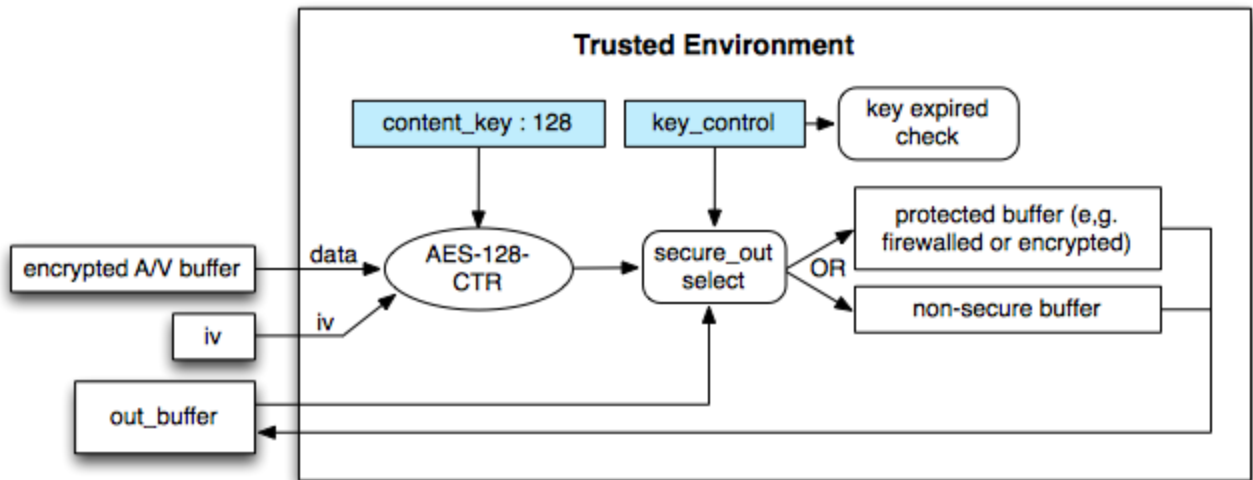 Trusted Environment
content_key : 128
key_control
key expired
check
protected buffer (e,g.
firewalled or encrypted)
encrypted A/V buffer
data
AES-128-
CTR
secure_out
select
OR
non-secure buffer
iv
iv
out_buffer